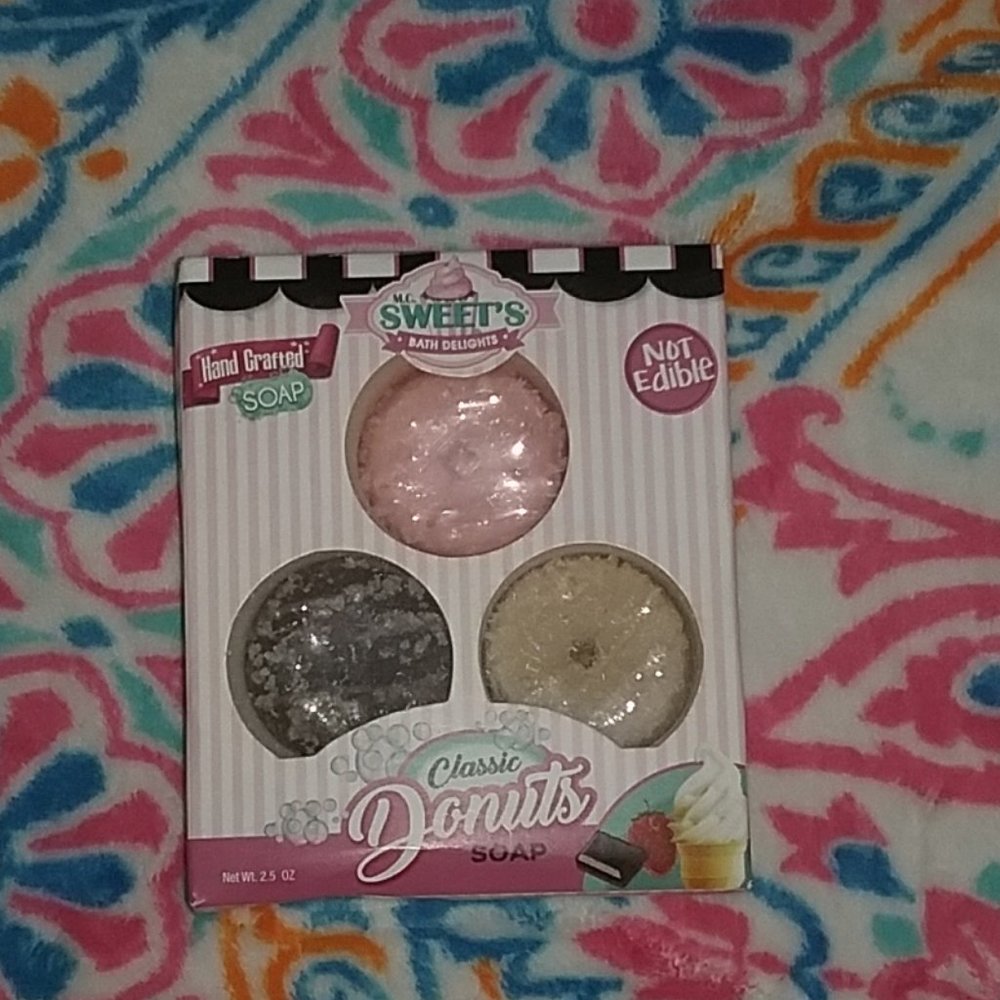 M.C.
SWEET'S
BATH DELIGHTS
Hand Crafted
SOAP
NOT
Edible
Classic
Donuts
SOAP
Net Wt. 2.5 OZ